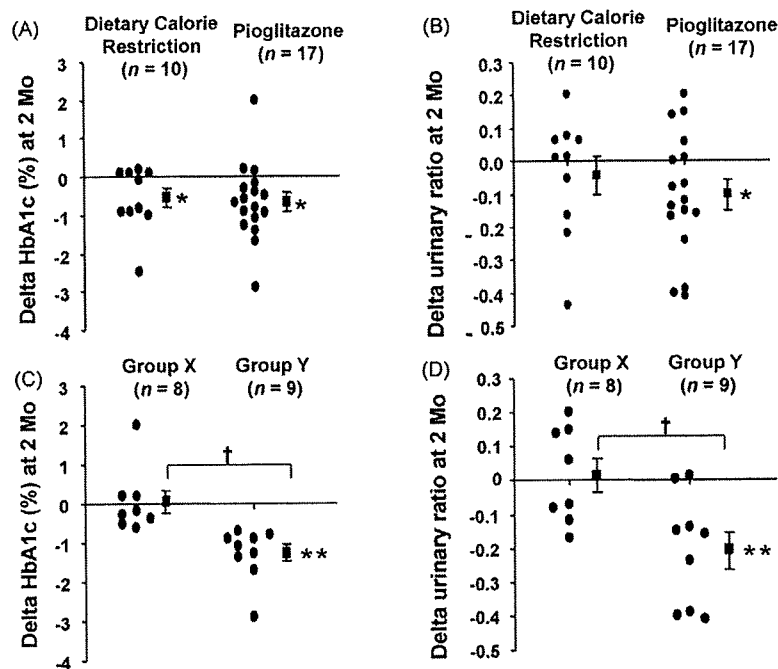 (A)
Dietary Calorie
Restriction
(n = 10)
Pioglitazone
(n = 17)
Delta HbA1c (%) at 2 Mo
3
2
1
0
-1
-2
-3
-4
*
*
(B)
Dietary Calorie
Restriction
(n = 10)
Pioglitazone
(n = 17)
Delta urinary ratio at 2 Mo
0.3
0.2
0.1
0.0
-0.1
-0.2
-0.3
-0.4
-0.5
*
(C)
Group X
(n = 8)
Group Y
(n = 9)
Delta HbA1c (%) at 2 Mo
3
2
1
0
-1
-2
-3
-4
†
**
(D)
Group X
(n = 8)
Group Y
(n = 9)
Delta urinary ratio at 2 Mo
0.3
0.2
0.1
0
-0.1
-0.2
-0.3
-0.4
-0.5
†
**